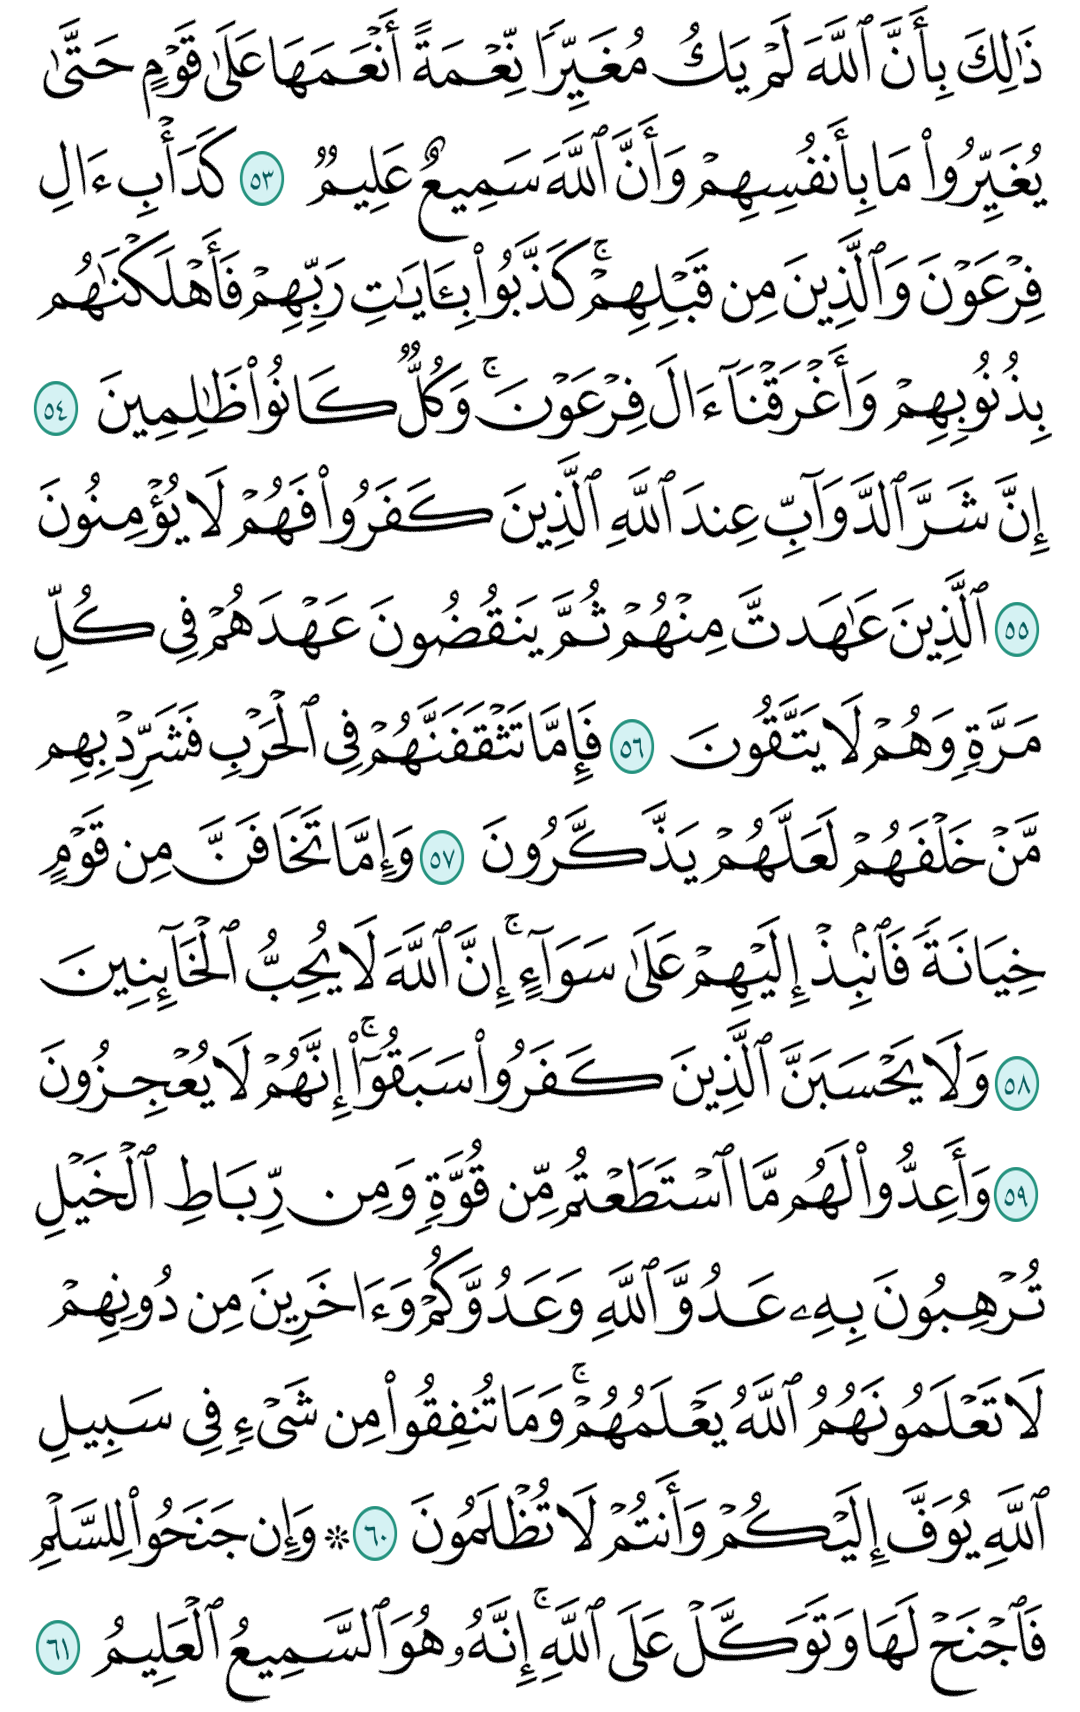 ذَٰلِكَ بِأَنَّ ٱللَّهَ لَمْ يَكُ مُغَيِّرًا نِّعْمَةً أَنْعَمَهَا عَلَىٰ قَوْمٍ حَتَّىٰ
يُغَيِّرُوا۟ مَا بِأَنفُسِهِمْ وَأَنَّ ٱللَّهَ سَمِيعٌ عَلِيمٌ ٥٣ كَدَأْبِ ءَالِ
فِرْعَوْنَ وَٱلَّذِينَ مِن قَبْلِهِمْ ۚ كَذَّبُوا۟ بِـَٔايَٰتِ رَبِّهِمْ فَأَهْلَكْنَٰهُم
بِذُنُوبِهِمْ وَأَغْرَقْنَآ ءَالَ فِرْعَوْنَ ۚ وَكُلٌّ كَانُوا۟ ظَٰلِمِينَ ٥٤
إِنَّ شَرَّ ٱلدَّوَآبِّ عِندَ ٱللَّهِ ٱلَّذِينَ كَفَرُوا۟ فَهُمْ لَا يُؤْمِنُونَ
٥٥ ٱلَّذِينَ عَٰهَدتَّ مِنْهُمْ ثُمَّ يَنقُضُونَ عَهْدَهُمْ فِى كُلِّ
مَرَّةٍ وَهُمْ لَا يَتَّقُونَ ٥٦ فَإِمَّا تَثْقَفَنَّهُمْ فِى ٱلْحَرْبِ فَشَرِّدْ بِهِم
مَّنْ خَلْفَهُمْ لَعَلَّهُمْ يَذَّكَّرُونَ ٥٧ وَإِمَّا تَخَافَنَّ مِن قَوْمٍ
خِيَانَةً فَٱنۢبِذْ إِلَيْهِمْ عَلَىٰ سَوَآءٍ ۚ إِنَّ ٱللَّهَ لَا يُحِبُّ ٱلْخَآئِنِينَ
٥٨ وَلَا يَحْسَبَنَّ ٱلَّذِينَ كَفَرُوا۟ سَبَقُوٓا۟ ۚ إِنَّهُمْ لَا يُعْجِزُونَ
٥٩ وَأَعِدُّوا۟ لَهُم مَّا ٱسْتَطَعْتُم مِّن قُوَّةٍ وَمِن رِّبَاطِ ٱلْخَيْلِ
تُرْهِبُونَ بِهِۦ عَدُوَّ ٱللَّهِ وَعَدُوَّكُمْ وَءَاخَرِينَ مِن دُونِهِمْ
لَا تَعْلَمُونَهُمُ ٱللَّهُ يَعْلَمُهُمْ ۚ وَمَا تُنفِقُوا۟ مِن شَىْءٍ فِى سَبِيلِ
ٱللَّهِ يُوَفَّ إِلَيْكُمْ وَأَنتُمْ لَا تُظْلَمُونَ ٦٠ * وَإِن جَنَحُوا۟ لِلسَّلْمِ
فَٱجْنَحْ لَهَا وَتَوَكَّلْ عَلَى ٱللَّهِ ۚ إِنَّهُۥ هُوَ ٱلسَّمِيعُ ٱلْعَلِيمُ ٦١